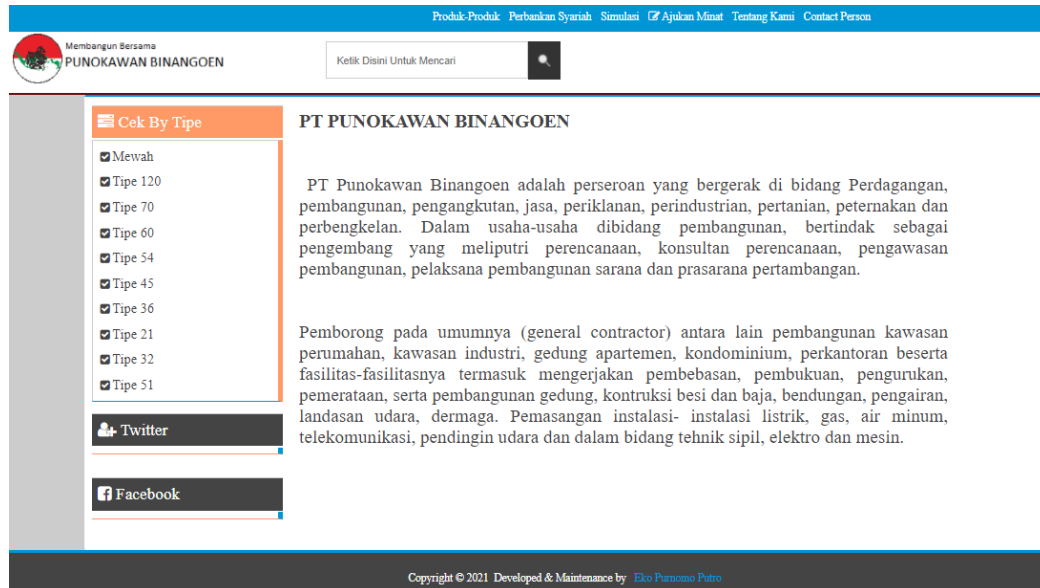 Produk-Produk Perbankan Syariah Simulasi Ajukan Minat Tentang Kami Contact Person
Membangun Bersama
PUNOKAWAN BINANGOEN
Ketik Disini Untuk Mencari
Cek By Tipe
Mewah
Tipe 120
Tipe 70
Tipe 60
Tipe 54
Tipe 45
Tipe 36
Tipe 21
Tipe 32
Tipe 51
Twitter
Facebook
PT PUNOKAWAN BINANGOEN
PT Punokawan Binangoen adalah perseroan yang bergerak di bidang Perdagangan,
pembangunan, pengangkutan, jasa, periklanan, perindustrian, pertanian, peternakan dan
perbengkelan. Dalam usaha-usaha dibidang pembangunan, bertindak sebagai
pengembang yang meliputri perencanaan, konsultan perencanaan, pengawasan
pembangunan, pelaksana pembangunan sarana dan prasarana pertambangan.
Pemborong pada umumnya (general contractor) antara lain pembangunan kawasan
perumahan, kawasan industri, gedung apartemen, kondominium, perkantoran beserta
fasilitas-fasilitasnya termasuk mengerjakan pembebasan, pembukuan, pengurukan,
pemerataan, serta pembangunan gedung, kontruksi besi dan baja, bendungan, pengairan,
landasan udara, dermaga. Pemasangan instalasi- instalasi listrik, gas, air minum,
telekomunikasi, pendingin udara dan dalam bidang tehnik sipil, elektro dan mesin.
Copyright © 2021 Developed & Maintenance by Eko Purnomo Putro